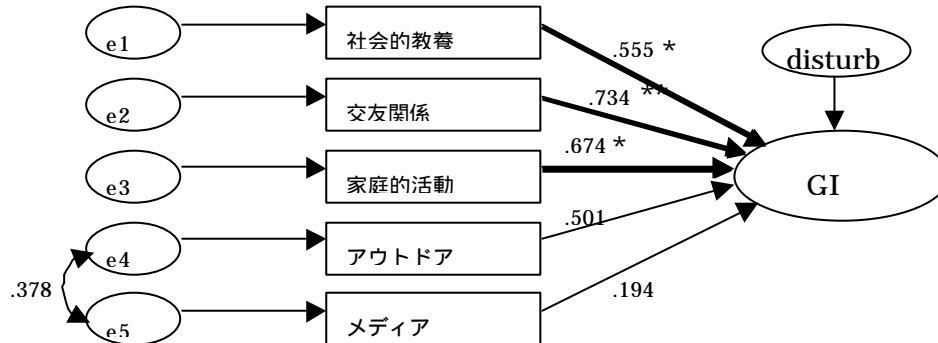 e1
社会的教養
.555 *
disturb
e2
交友関係
.734 **
e3
家庭的活動
.674 *
GI
e4
アウトドア
.501
.378
e5
メディア
.194